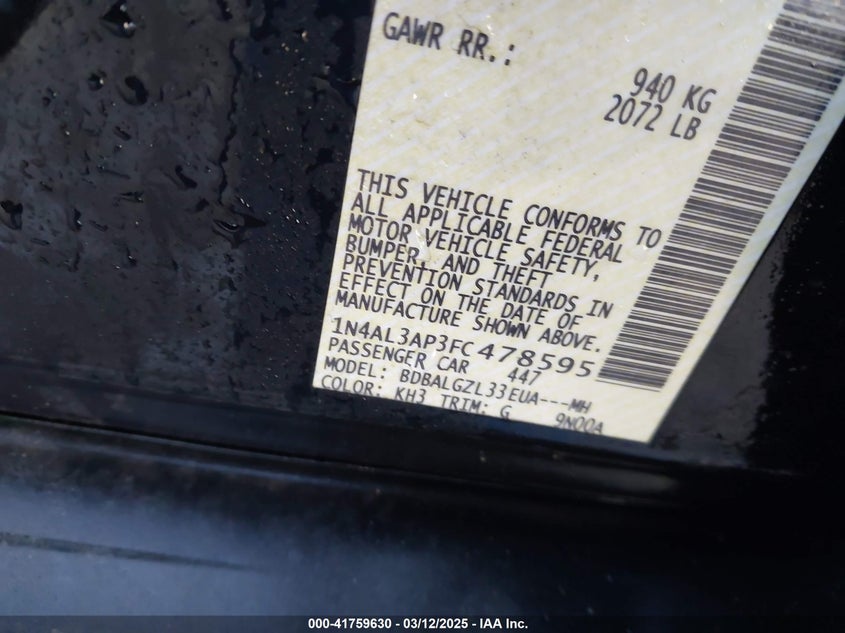 GAWR RR.:
940 KG
2072 LB
THIS VEHICLE CONFORMS TO
ALL APPLICABLE FEDERAL
MOTOR VEHICLE SAFETY,
BUMPER, AND THEFT
PREVENTION STANDARDS IN
EFFECT ON THE DATE OF
MANUFACTURE SHOWN ABOVE.
1N4AL3AP3FC478595
PASSENGER CAR 447
MODEL: BDBALGZL33EUA---MH
COLOR: KH3 TRIM: G 9N00A
000-41759630 - 03/12/2025 - IAA Inc.